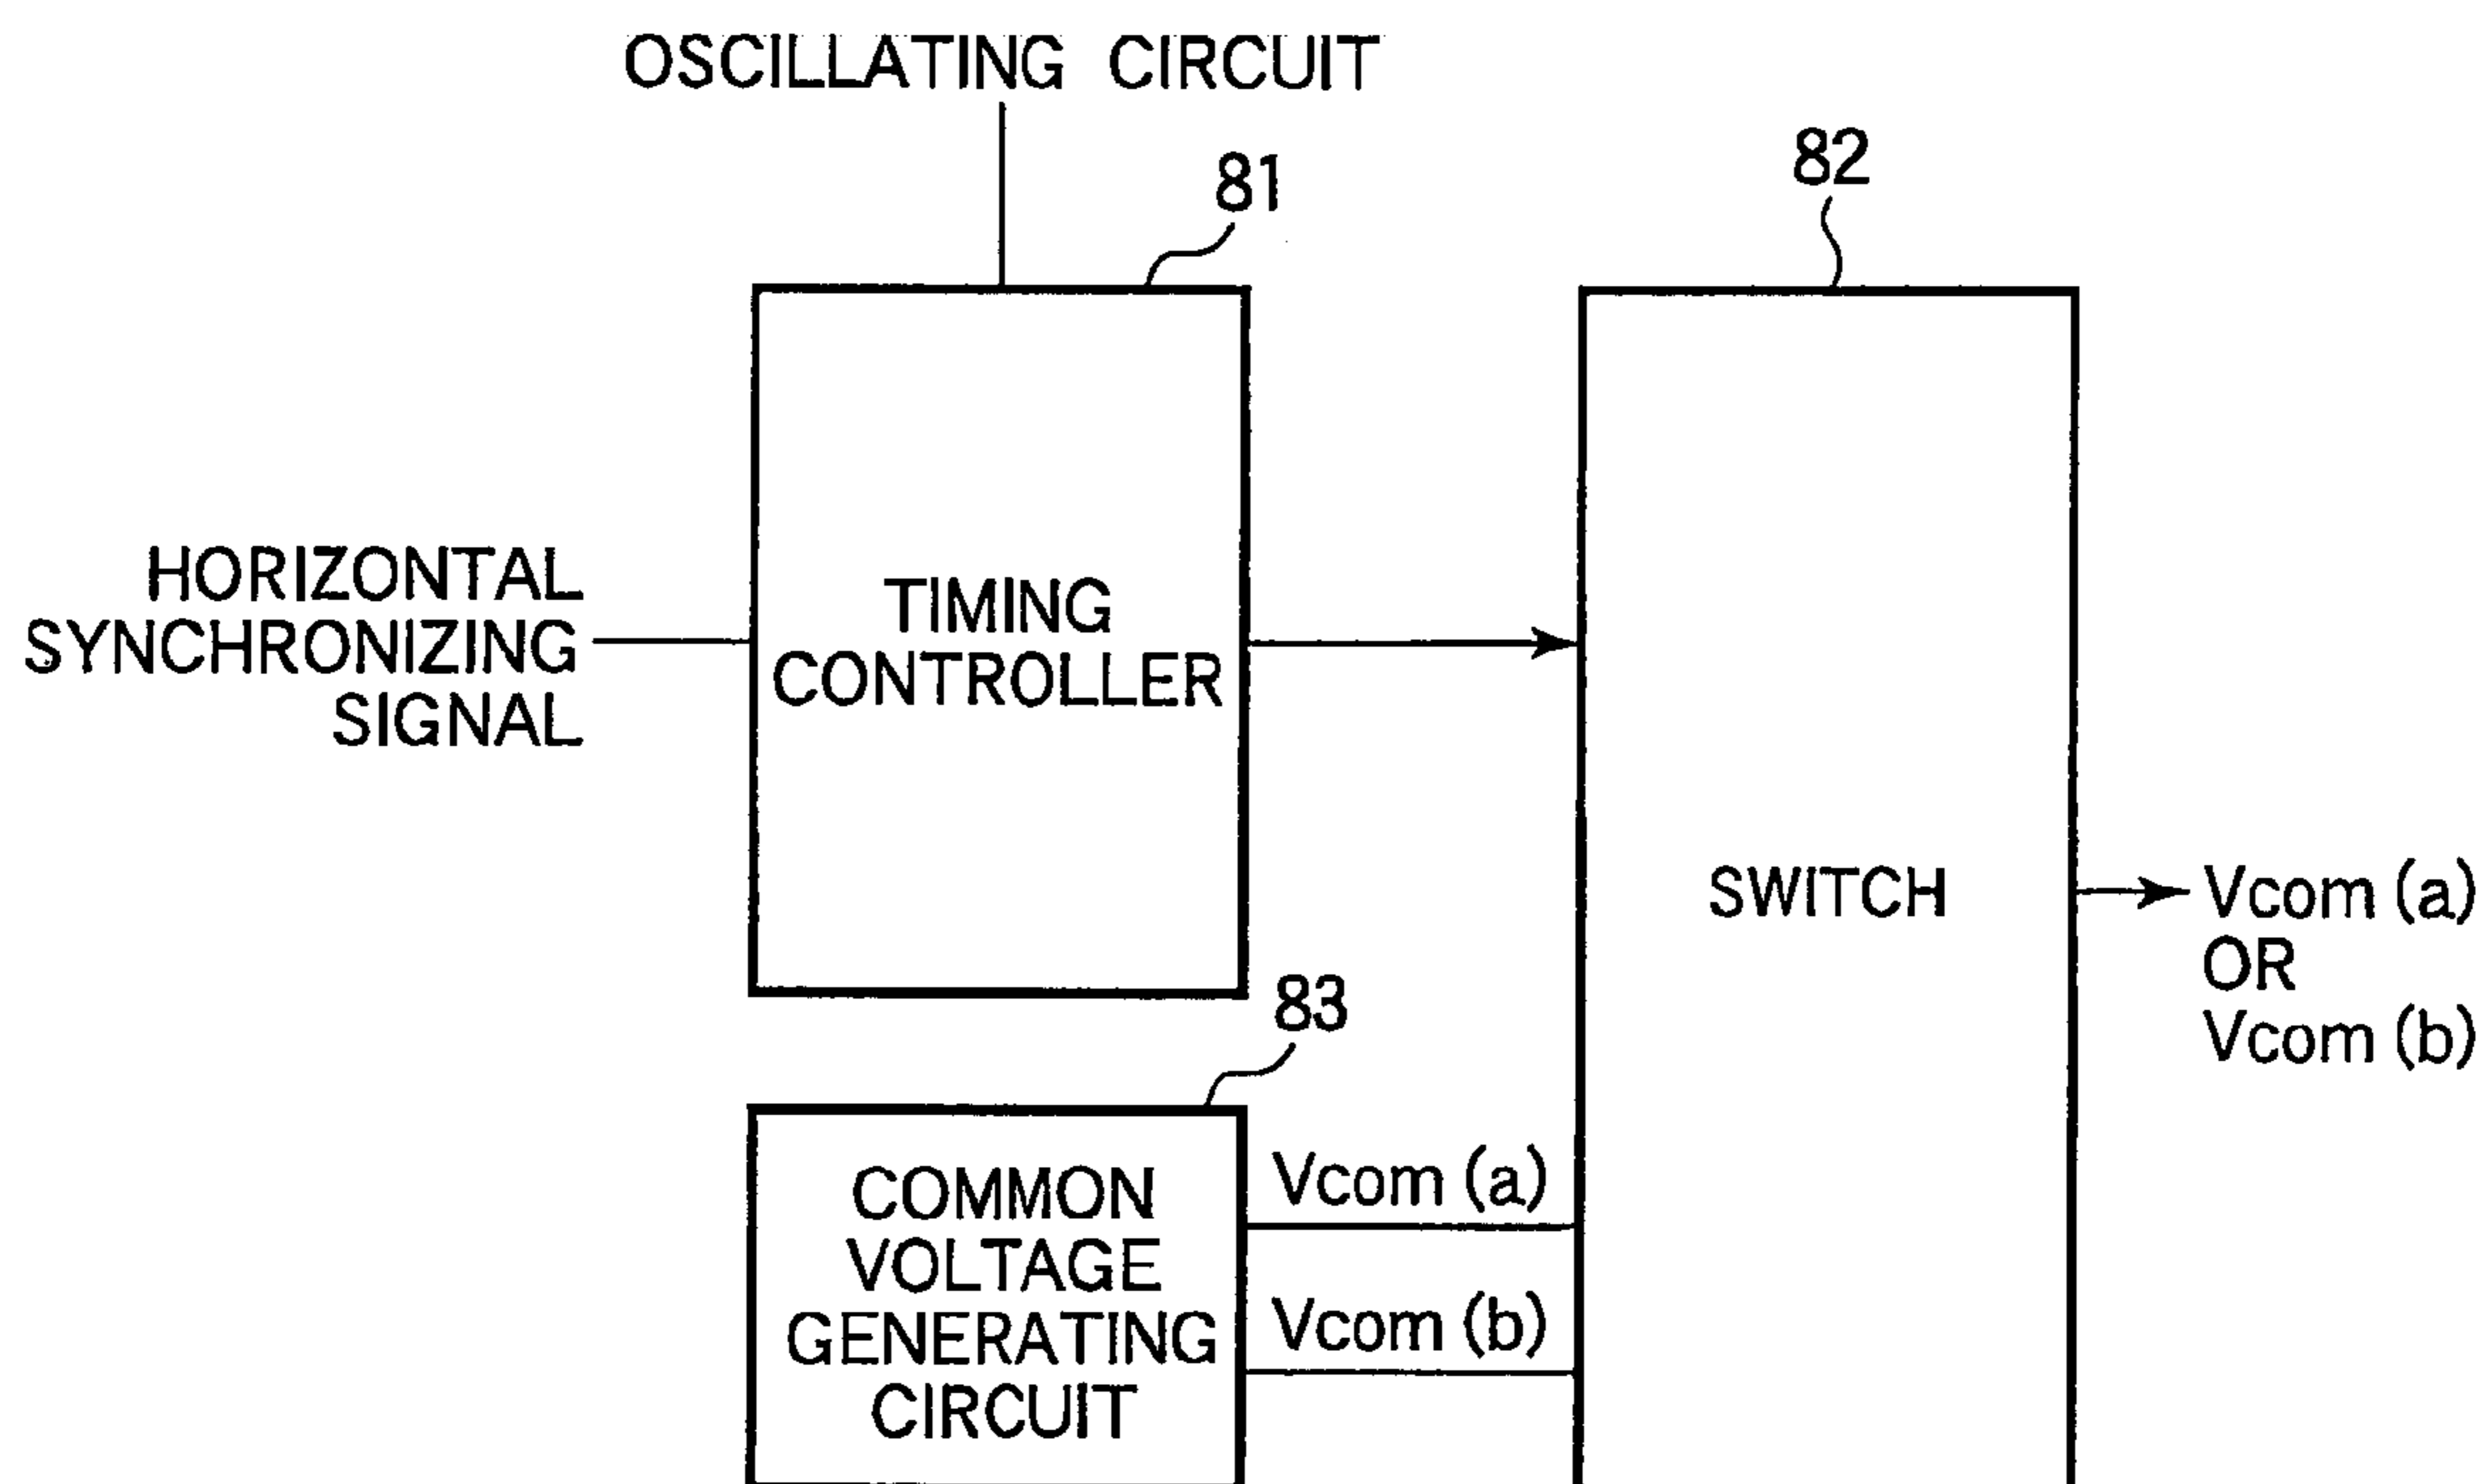 OSCILLATING CIRCUIT
81
82
HORIZONTAL
SYNCHRONIZING
SIGNAL
TIMING
CONTROLLER
SWITCH
Vcom (a)
OR
Vcom (b)
83
COMMON
VOLTAGE
GENERATING
CIRCUIT
Vcom (a)
Vcom (b)